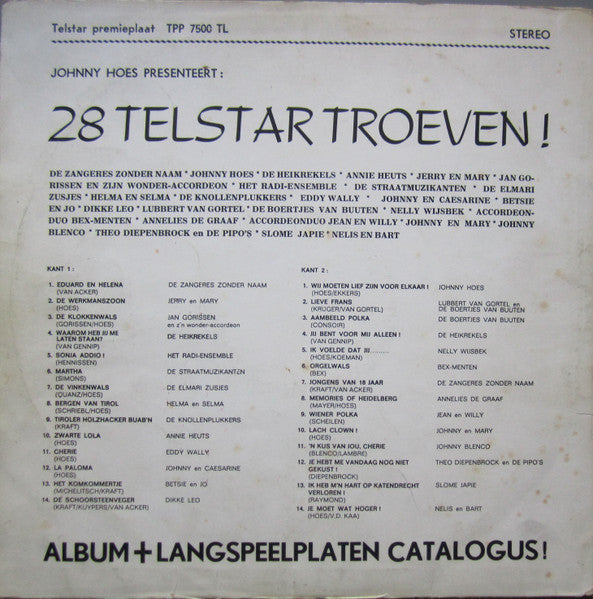 Telstar premieplaat TPP 7500 TL
STEREO
JOHNNY HOES PRESENTEERT:
28 TELSTAR TROEVEN!
DE ZANGERES ZONDER NAAM * JOHNNY HOES * DE HEIKREKELS * ANNIE HEUTS * JERRY EN MARY * JAN GO-
RISSEN EN ZIJN WONDER-ACCORDEON * HET RADI-ENSEMBLE * DE STRAATMUZIKANTEN * DE ELMARI
ZUSJES * HELMA EN SELMA * DE KNOLLENPLUKKERS * EDDY WALLY * JOHNNY EN CAESARINE * BETSIE
EN JO * DIKKE LEO * LUBBERT VAN GORTEL * DE BOERTJES VAN BUUTEN * NELLY WIJSBEK * ACCORDEON-
DUO BEX-MENTEN * ANNELIES DE GRAAF * ACCORDEONDUO JEAN EN WILLY * JOHNNY EN MARY * JOHNNY
BLENCO * THEO DIEPENBROCK en DE PIPO'S * SLOME JAPIE * NELIS EN BART
KANT 1:
1. EDUARD EN HELENA DE ZANGERES ZONDER NAAM
(VAN ACKER)
2. DE WERKMANSZOON JERRY en MARY
(HOES)
3. DE KLOKKENWALS JAN GORISSEN
(GORISSEN/HOES) en z'n wonder-accordeon
4. WAAROM HEB JIJ ME DE HEIKREKELS
LATEN STAAN?
(VAN GENNIP)
5. SONJA ADDIO! HET RADI-ENSEMBLE
(HENNISSEN)
6. MARTHA DE STRAATMUZIKANTEN
(SIMONS)
7. DE VINKENWALS DE ELMARI ZUSJES
(QUANZ/HOES)
8. BERGEN VAN TIROL HELMA en SELMA
(SCHRIEBL/HOES)
9. TIROLER HOLZHACKER BUAB'N DE KNOLLENPLUKKERS
(KRAFT)
10. ZWARTE LOLA ANNIE HEUTS
(HOES)
11. CHERIE EDDY WALLY
(HOES)
12. LA PALOMA JOHNNY en CAESARINE
(HOES)
13. HET KOMKOMMERTJE BETSIE en JO
(MICHELITSCH/KRAFT)
14. DE SCHOORSTEENVEGER DIKKE LEO
(KRAFT/KUYPERS/VAN ACKER)
KANT 2:
1. WIJ MOETEN LIEF ZIJN VOOR ELKAAR! JOHNNY HOES
(HOES/EKKERS)
2. LIEVE FRANS LUBBERT VAN GORTEL en
(KRUGER/VAN GORTEL) DE BOERTJES VAN BUUTEN
3. AAMBEELD POLKA DE BOERTJES VAN BUUTEN
(CONSOIR)
4. JIJ BENT VOOR MIJ ALLEEN! DE HEIKREKELS
(VAN GENNIP)
5. IK VOELDE DAT JIJ......... NELLY WIJSBEK
(HOES/KOEMAN)
6. ORGELWALS BEX-MENTEN
(BEX)
7. JONGENS VAN 18 JAAR DE ZANGERES ZONDER NAAM
(KRAFT/VAN ACKER)
8. MEMORIES OF HEIDELBERG ANNELIES DE GRAAF
(MAYER/HOES)
9. WIENER POLKA JEAN en WILLY
(SCHEILEN)
10. LACH CLOWN! JOHNNY en MARY
(HOES)
11. 'N KUS VAN JOU, CHERIE JOHNNY BLENCO
(BLENCO/LAMBRE)
12. JE HEBT ME VANDAAG NOG NIET THEO DIEPENBROCK en DE PIPO'S
GEKUST!
(DIEPENBROCK)
13. IK HEB M'N HART OP KATENDRECHT SLOME JAPIE
VERLOREN!
(RAYMOND)
14. JE MOET WAT HOGER! NELIS en BART
(HOES/V.D. KAA)
ALBUM+LANGSPEELPLATEN CATALOGUS!